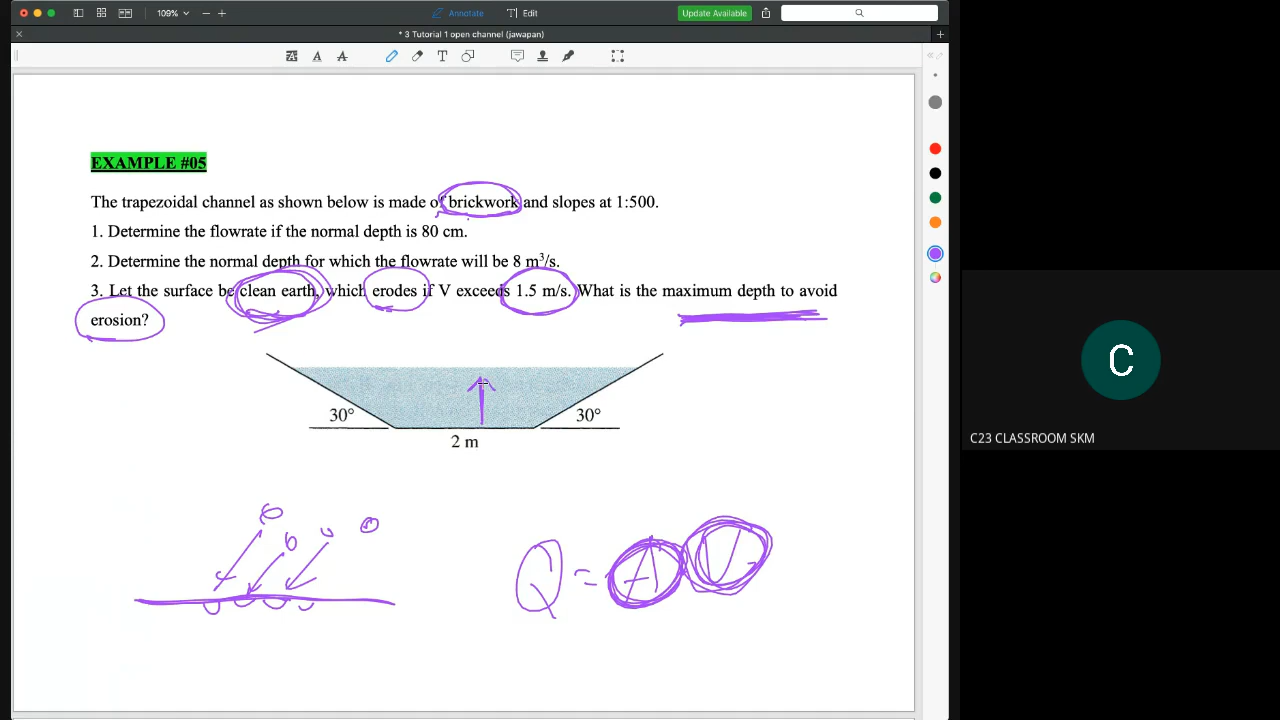 109%
Annotate
Edit
Update Available
* 3 Tutorial 1 open channel (jawapan)
EXAMPLE #05
The trapezoidal channel as shown below is made of brickwork and slopes at 1:500.
1. Determine the flowrate if the normal depth is 80 cm.
2. Determine the normal depth for which the flowrate will be 8 m³/s.
3. Let the surface be clean earth, which erodes if V exceeds 1.5 m/s. What is the maximum depth to avoid
erosion?
30°
30°
2 m
Q = A V
C
C23 CLASSROOM SKM